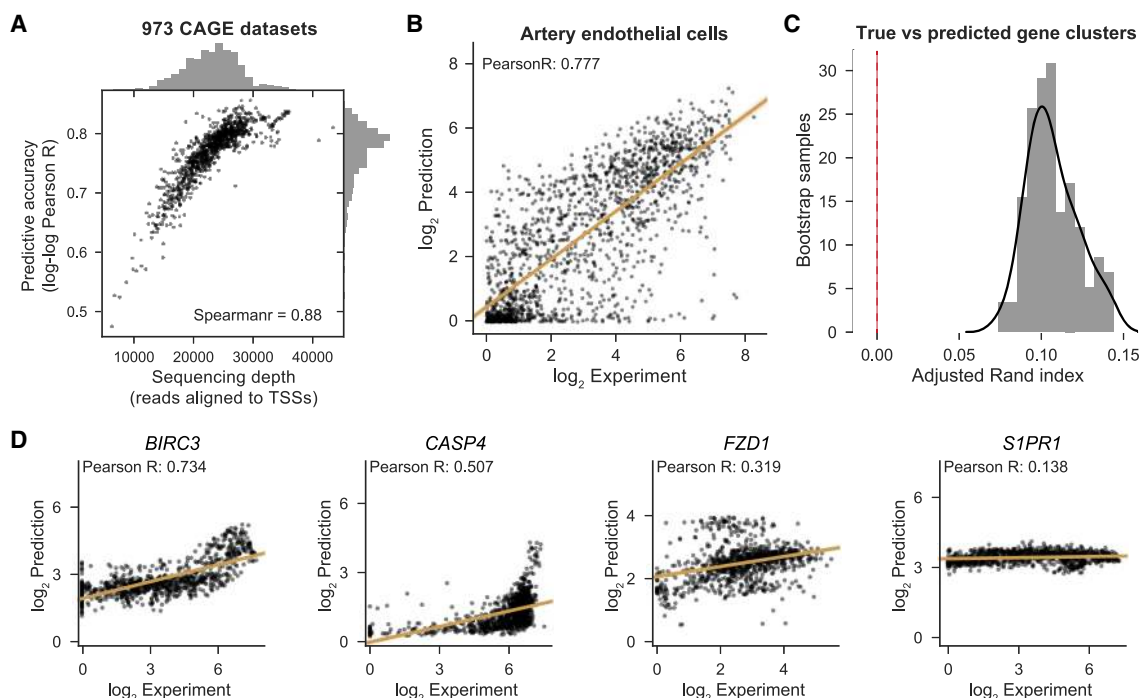 A
973 CAGE datasets
Predictive accuracy
(log-log Pearson R)
0.8
0.7
0.6
0.5
Spearmanr = 0.88
10000 20000 30000 40000
Sequencing depth
(reads aligned to TSSs)
B
Artery endothelial cells
PearsonR: 0.777
log2 Prediction
8
6
4
2
0
0 2 4 6 8
log2 Experiment
C
True vs predicted gene clusters
Bootstrap samples
30
25
20
15
10
5
0
0.00 0.05 0.10 0.15
Adjusted Rand index
D
BIRC3
Pearson R: 0.734
log2 Prediction
6
3
0
0 3 6
log2 Experiment
CASP4
Pearson R: 0.507
log2 Prediction
6
3
0
0 3 6
log2 Experiment
FZD1
Pearson R: 0.319
log2 Prediction
4
2
0
0 2 4
log2 Experiment
S1PR1
Pearson R: 0.138
log2 Prediction
6
3
0
0 3 6
log2 Experiment